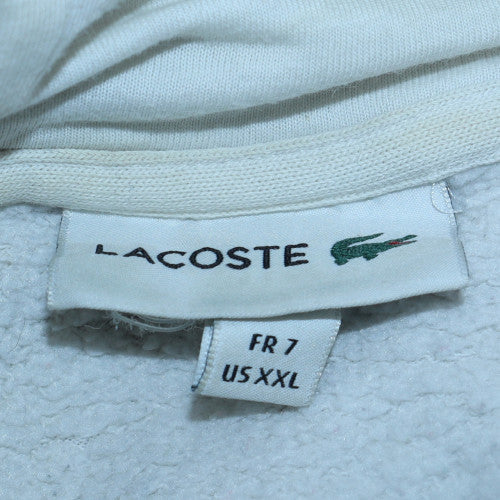 LACOSTE
FR 7
US XXL